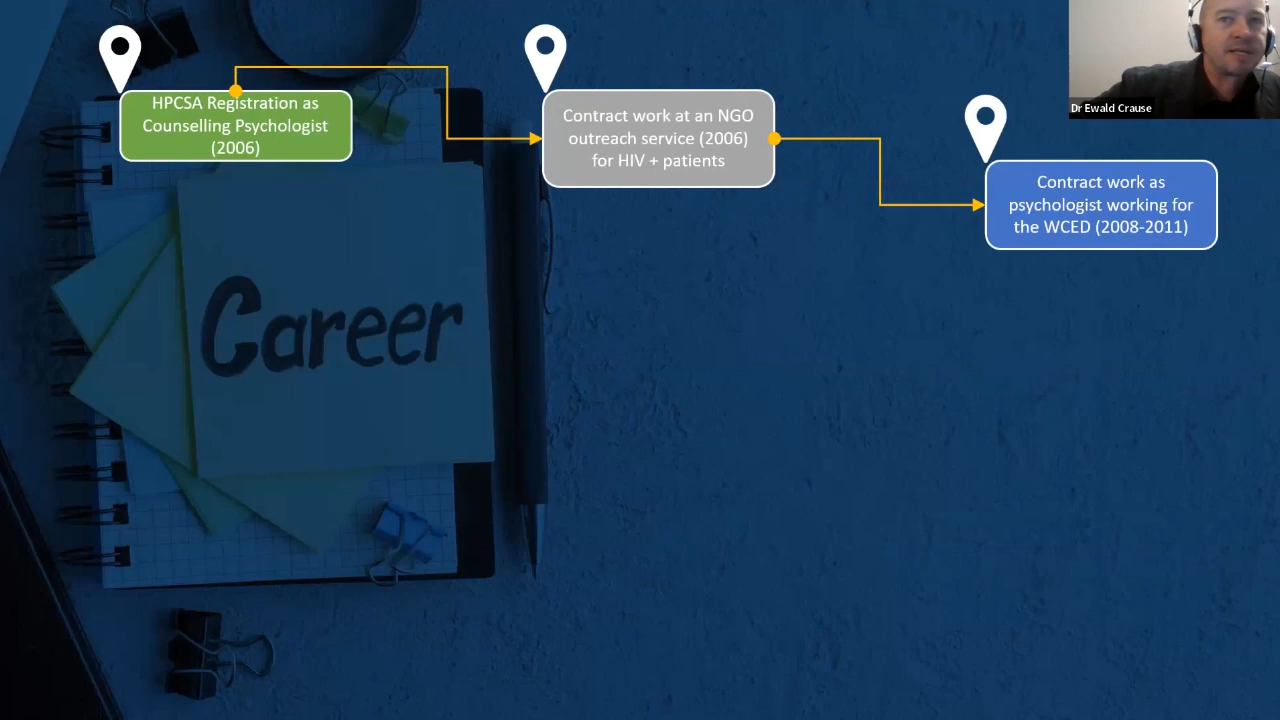 HPCSA Registration as
Counselling Psychologist
(2006)
Contract work at an NGO
outreach service (2006)
for HIV + patients
Dr Ewald Crause
Contract work as
psychologist working for
the WCED (2008-2011)
Career